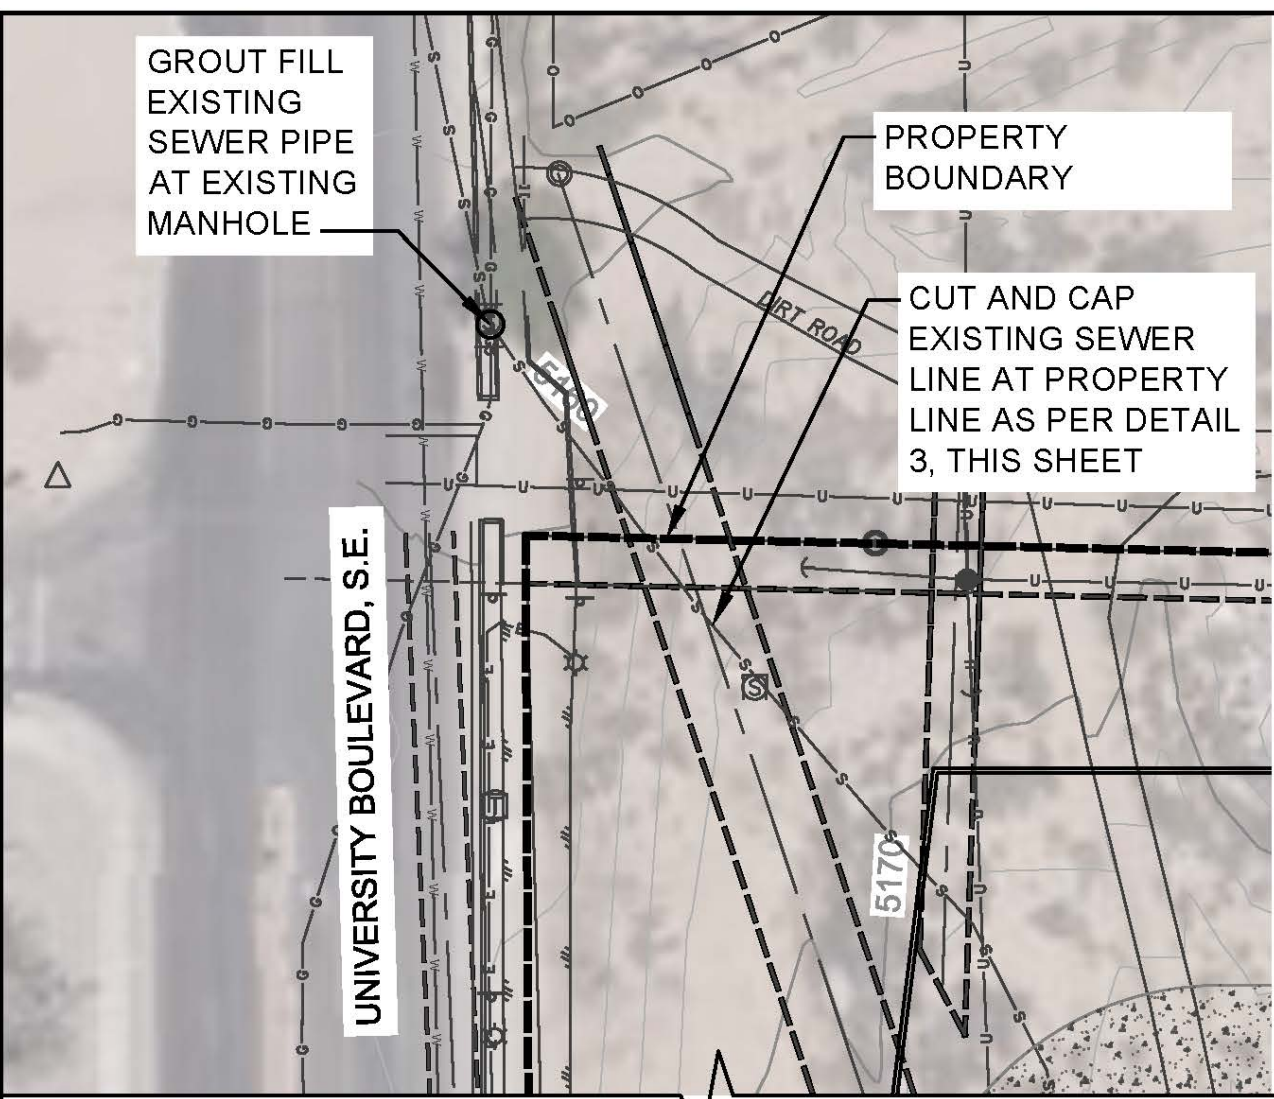 GROUT FILL
EXISTING
SEWER PIPE
AT EXISTING
MANHOLE
PROPERTY
BOUNDARY
DIRT ROAD
CUT AND CAP
EXISTING SEWER
LINE AT PROPERTY
LINE AS PER DETAIL
3, THIS SHEET
5160
UNIVERSITY BOULEVARD, S.E.
5170